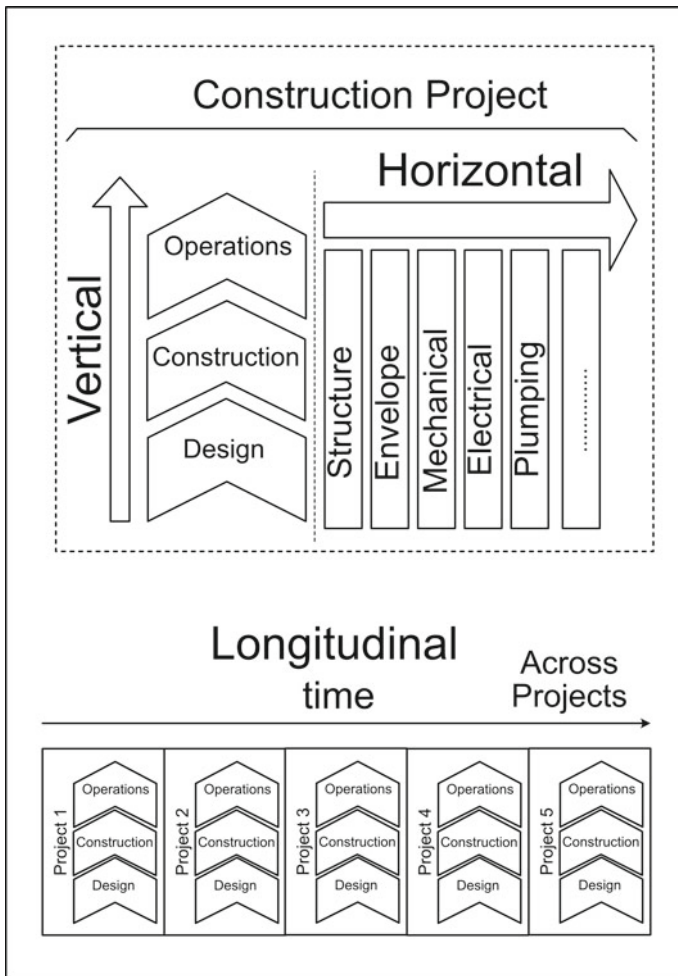 Construction Project
Horizontal
Vertical
Operations
Construction
Design
Structure
Envelope
Mechanical
Electrical
Plumping
............
Longitudinal
time
Across
Projects
Project 1
Operations
Construction
Design
Project 2
Operations
Construction
Design
Project 3
Operations
Construction
Design
Project 4
Operations
Construction
Design
Project 5
Operations
Construction
Design